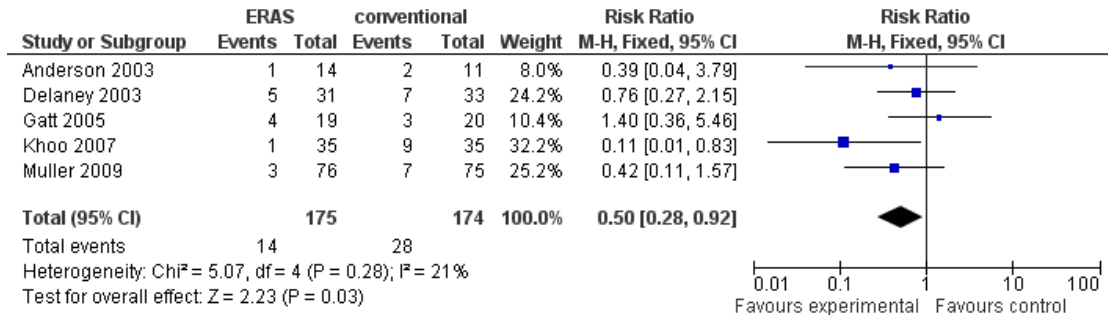 ERAS conventional Risk Ratio Risk Ratio
Study or Subgroup Events Total Events Total Weight M-H, Fixed, 95% CI M-H, Fixed, 95% CI
Anderson 2003 1 14 2 11 8.0% 0.39 [0.04, 3.79]
Delaney 2003 5 31 7 33 24.2% 0.76 [0.27, 2.15]
Gatt 2005 4 19 3 20 10.4% 1.40 [0.36, 5.46]
Khoo 2007 1 35 9 35 32.2% 0.11 [0.01, 0.83]
Muller 2009 3 76 7 75 25.2% 0.42 [0.11, 1.57]
Total (95% CI) 175 174 100.0% 0.50 [0.28, 0.92]
Total events 14 28
Heterogeneity: Chi² = 5.07, df = 4 (P = 0.28); I² = 21%
Test for overall effect: Z = 2.23 (P = 0.03)
0.01 0.1 1 10 100
Favours experimental Favours control